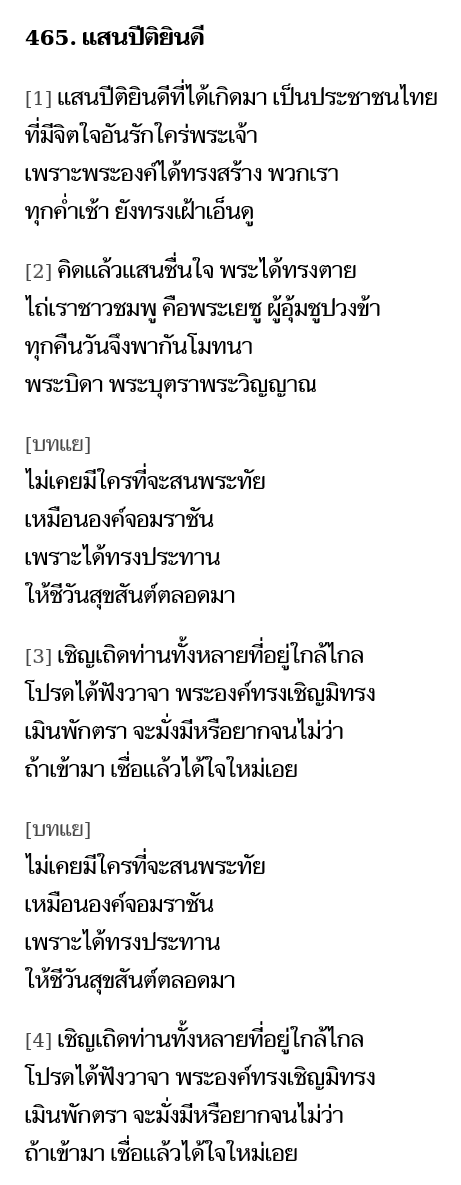 465. แสนปีติยินดี
[1] แสนปีติยินดีที่ได้เกิดมา เป็นประชาชนไทย
ที่มีจิตใจอันรักใคร่พระเจ้า
เพราะพระองค์ได้ทรงสร้าง พวกเรา
ทุกค่ำเช้า ยังทรงเฝ้าเอ็นดู
[2] คิดแล้วแสนชื่นใจ พระได้ทรงตาย
ไถ่เราชาวชมพู คือพระเยซู ผู้อุ้มชูปวงข้า
ทุกคืนวันจึงพากันโมทนา
พระบิดา พระบุตราพระวิญญาณ
[บทแย]
ไม่เคยมีใครที่จะสนพระทัย
เหมือนองค์จอมราชัน
เพราะได้ทรงประทาน
ให้ชีวันสุขสันต์ตลอดมา
[3] เชิญเถิดท่านทั้งหลายที่อยู่ใกล้ไกล
โปรดได้ฟังวาจา พระองค์ทรงเชิญมิทรง
เมินพักตรา จะมั่งมีหรือยากจนไม่ว่า
ถ้าเข้ามา เชื่อแล้วได้ใจใหม่เอย
[บทแย]
ไม่เคยมีใครที่จะสนพระทัย
เหมือนองค์จอมราชัน
เพราะได้ทรงประทาน
ให้ชีวันสุขสันต์ตลอดมา
[4] เชิญเถิดท่านทั้งหลายที่อยู่ใกล้ไกล
โปรดได้ฟังวาจา พระองค์ทรงเชิญมิทรง
เมินพักตรา จะมั่งมีหรือยากจนไม่ว่า
ถ้าเข้ามา เชื่อแล้วได้ใจใหม่เอย